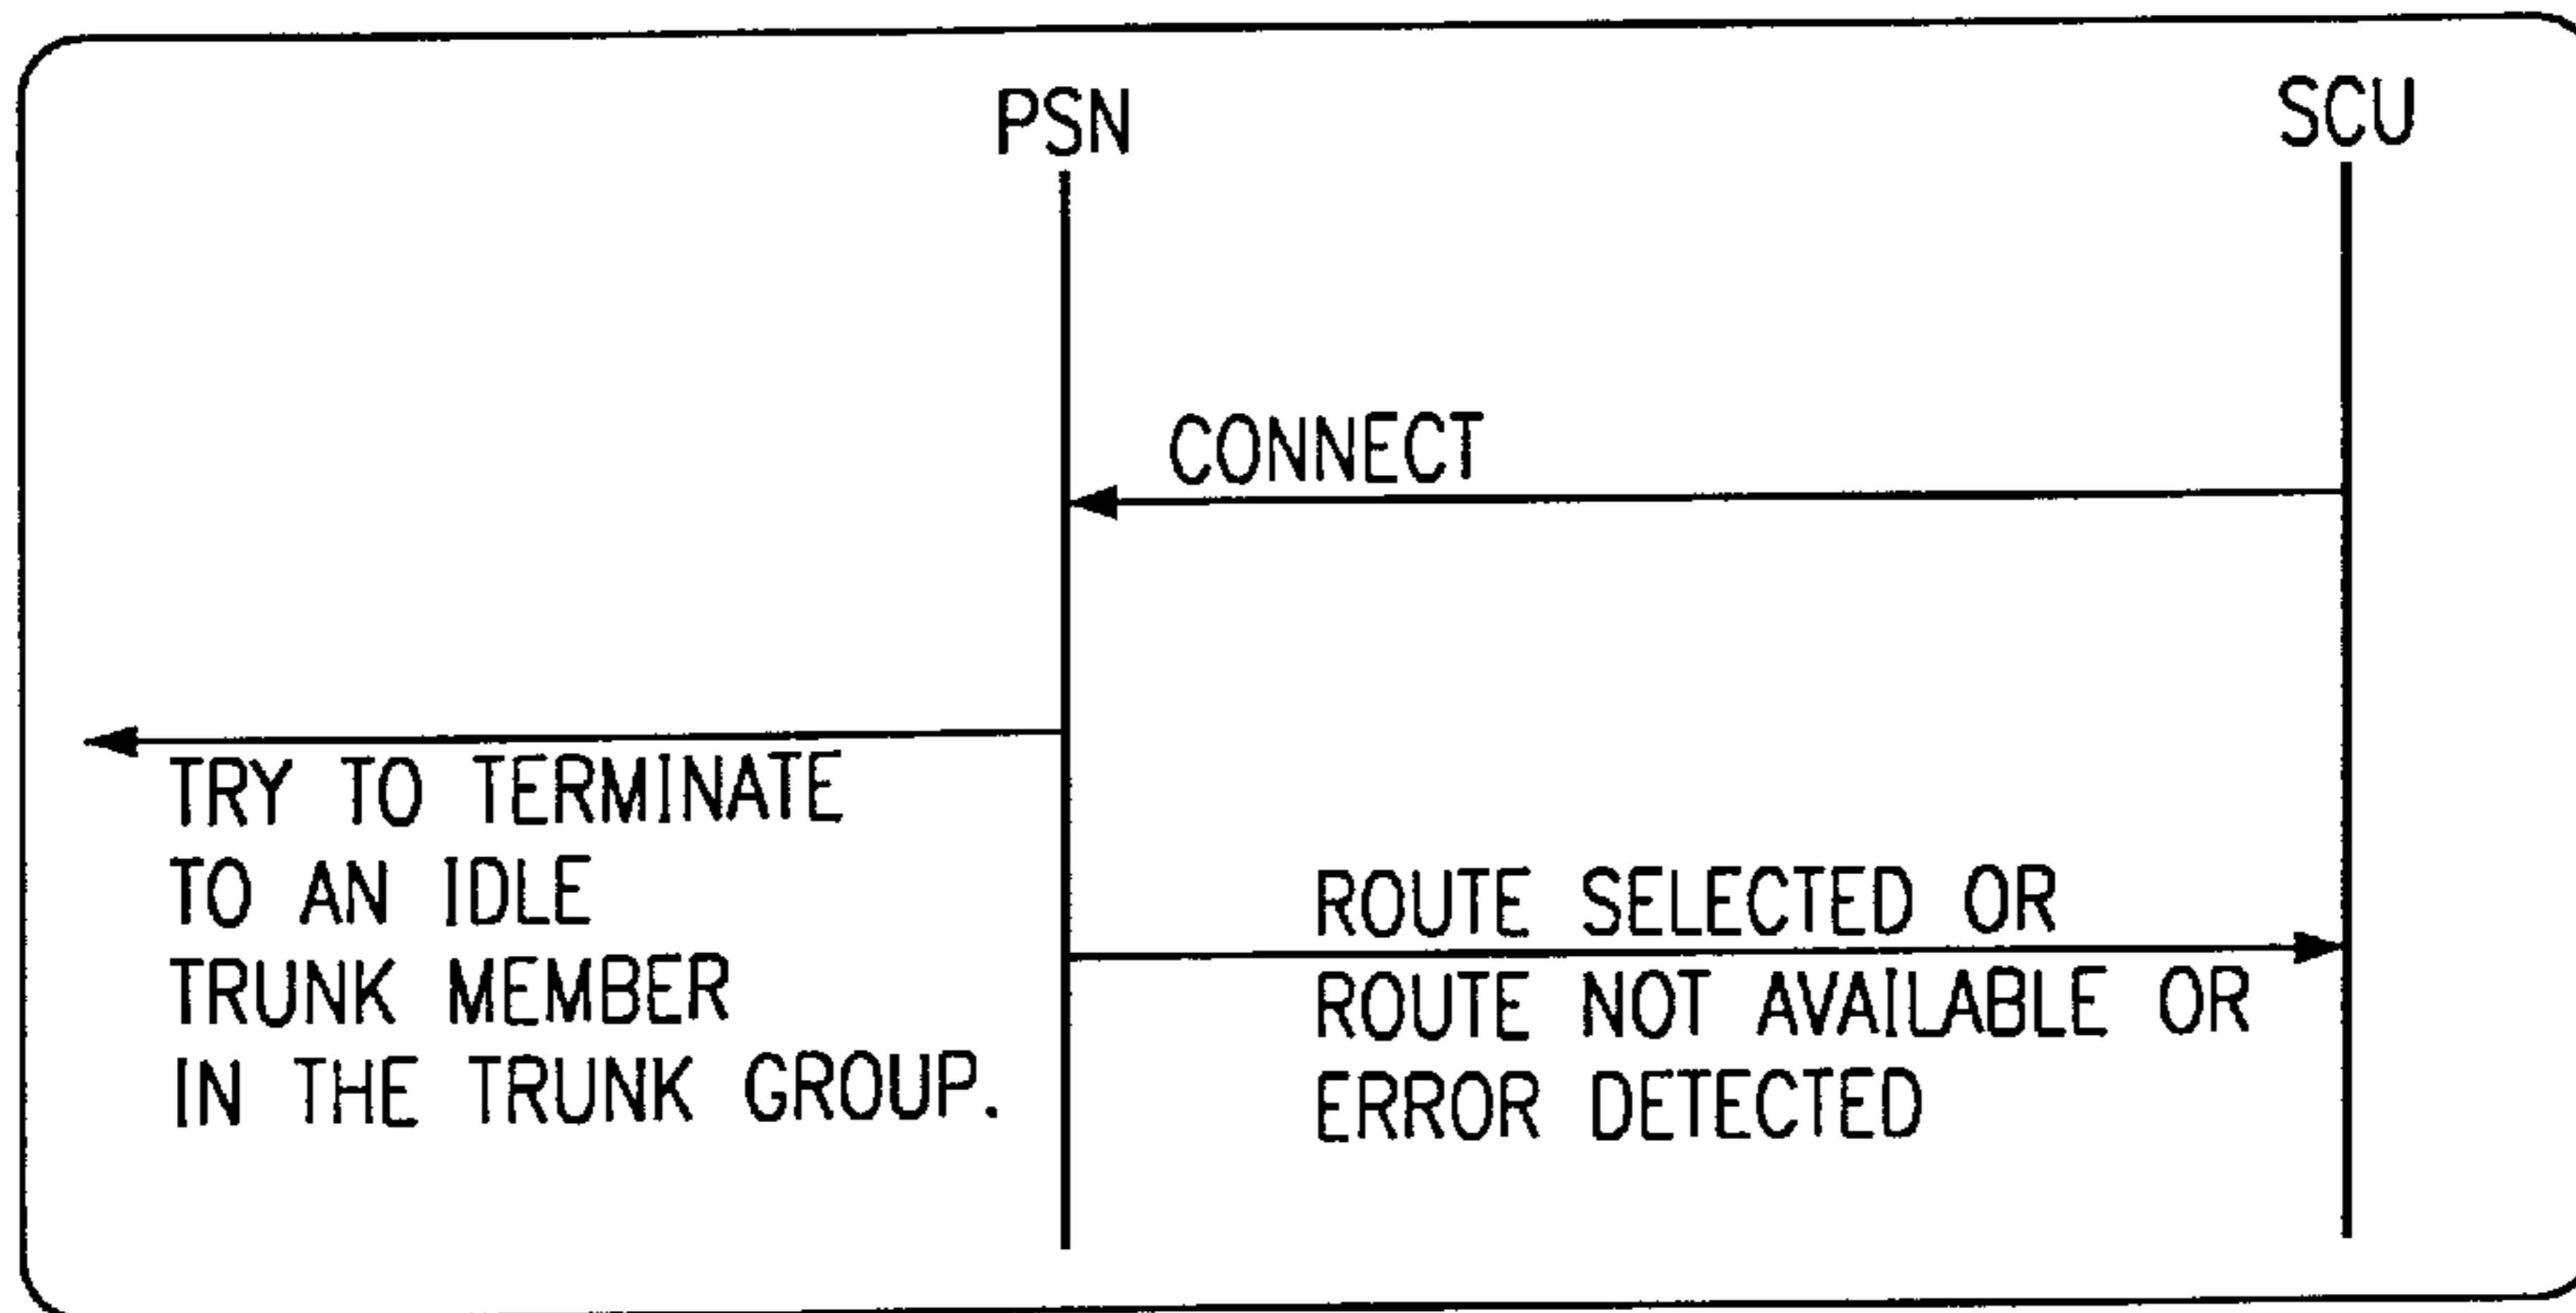 PSN
SCU
CONNECT
TRY TO TERMINATE
TO AN IDLE
TRUNK MEMBER
IN THE TRUNK GROUP.
ROUTE SELECTED OR
ROUTE NOT AVAILABLE OR
ERROR DETECTED